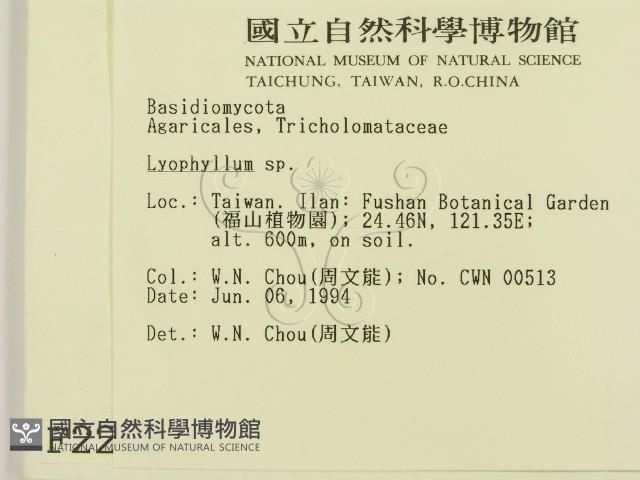 國立自然科學博物館
NATIONAL MUSEUM OF NATURAL SCIENCE
TAICHUNG, TAIWAN, R.O.CHINA
Basidiomycota
Agaricales, Tricholomataceae
Lyophyllum sp.
Loc.: Taiwan. Ilan: Fushan Botanical Garden
(福山植物園); 24.46N, 121.35E;
alt. 600m, on soil.
Col.: W.N. Chou(周文能); No. CWN 00513
Date: Jun. 06, 1994
Det.: W.N. Chou(周文能)
F22
國立自然科學博物館
NATIONAL MUSEUM OF NATURAL SCIENCE